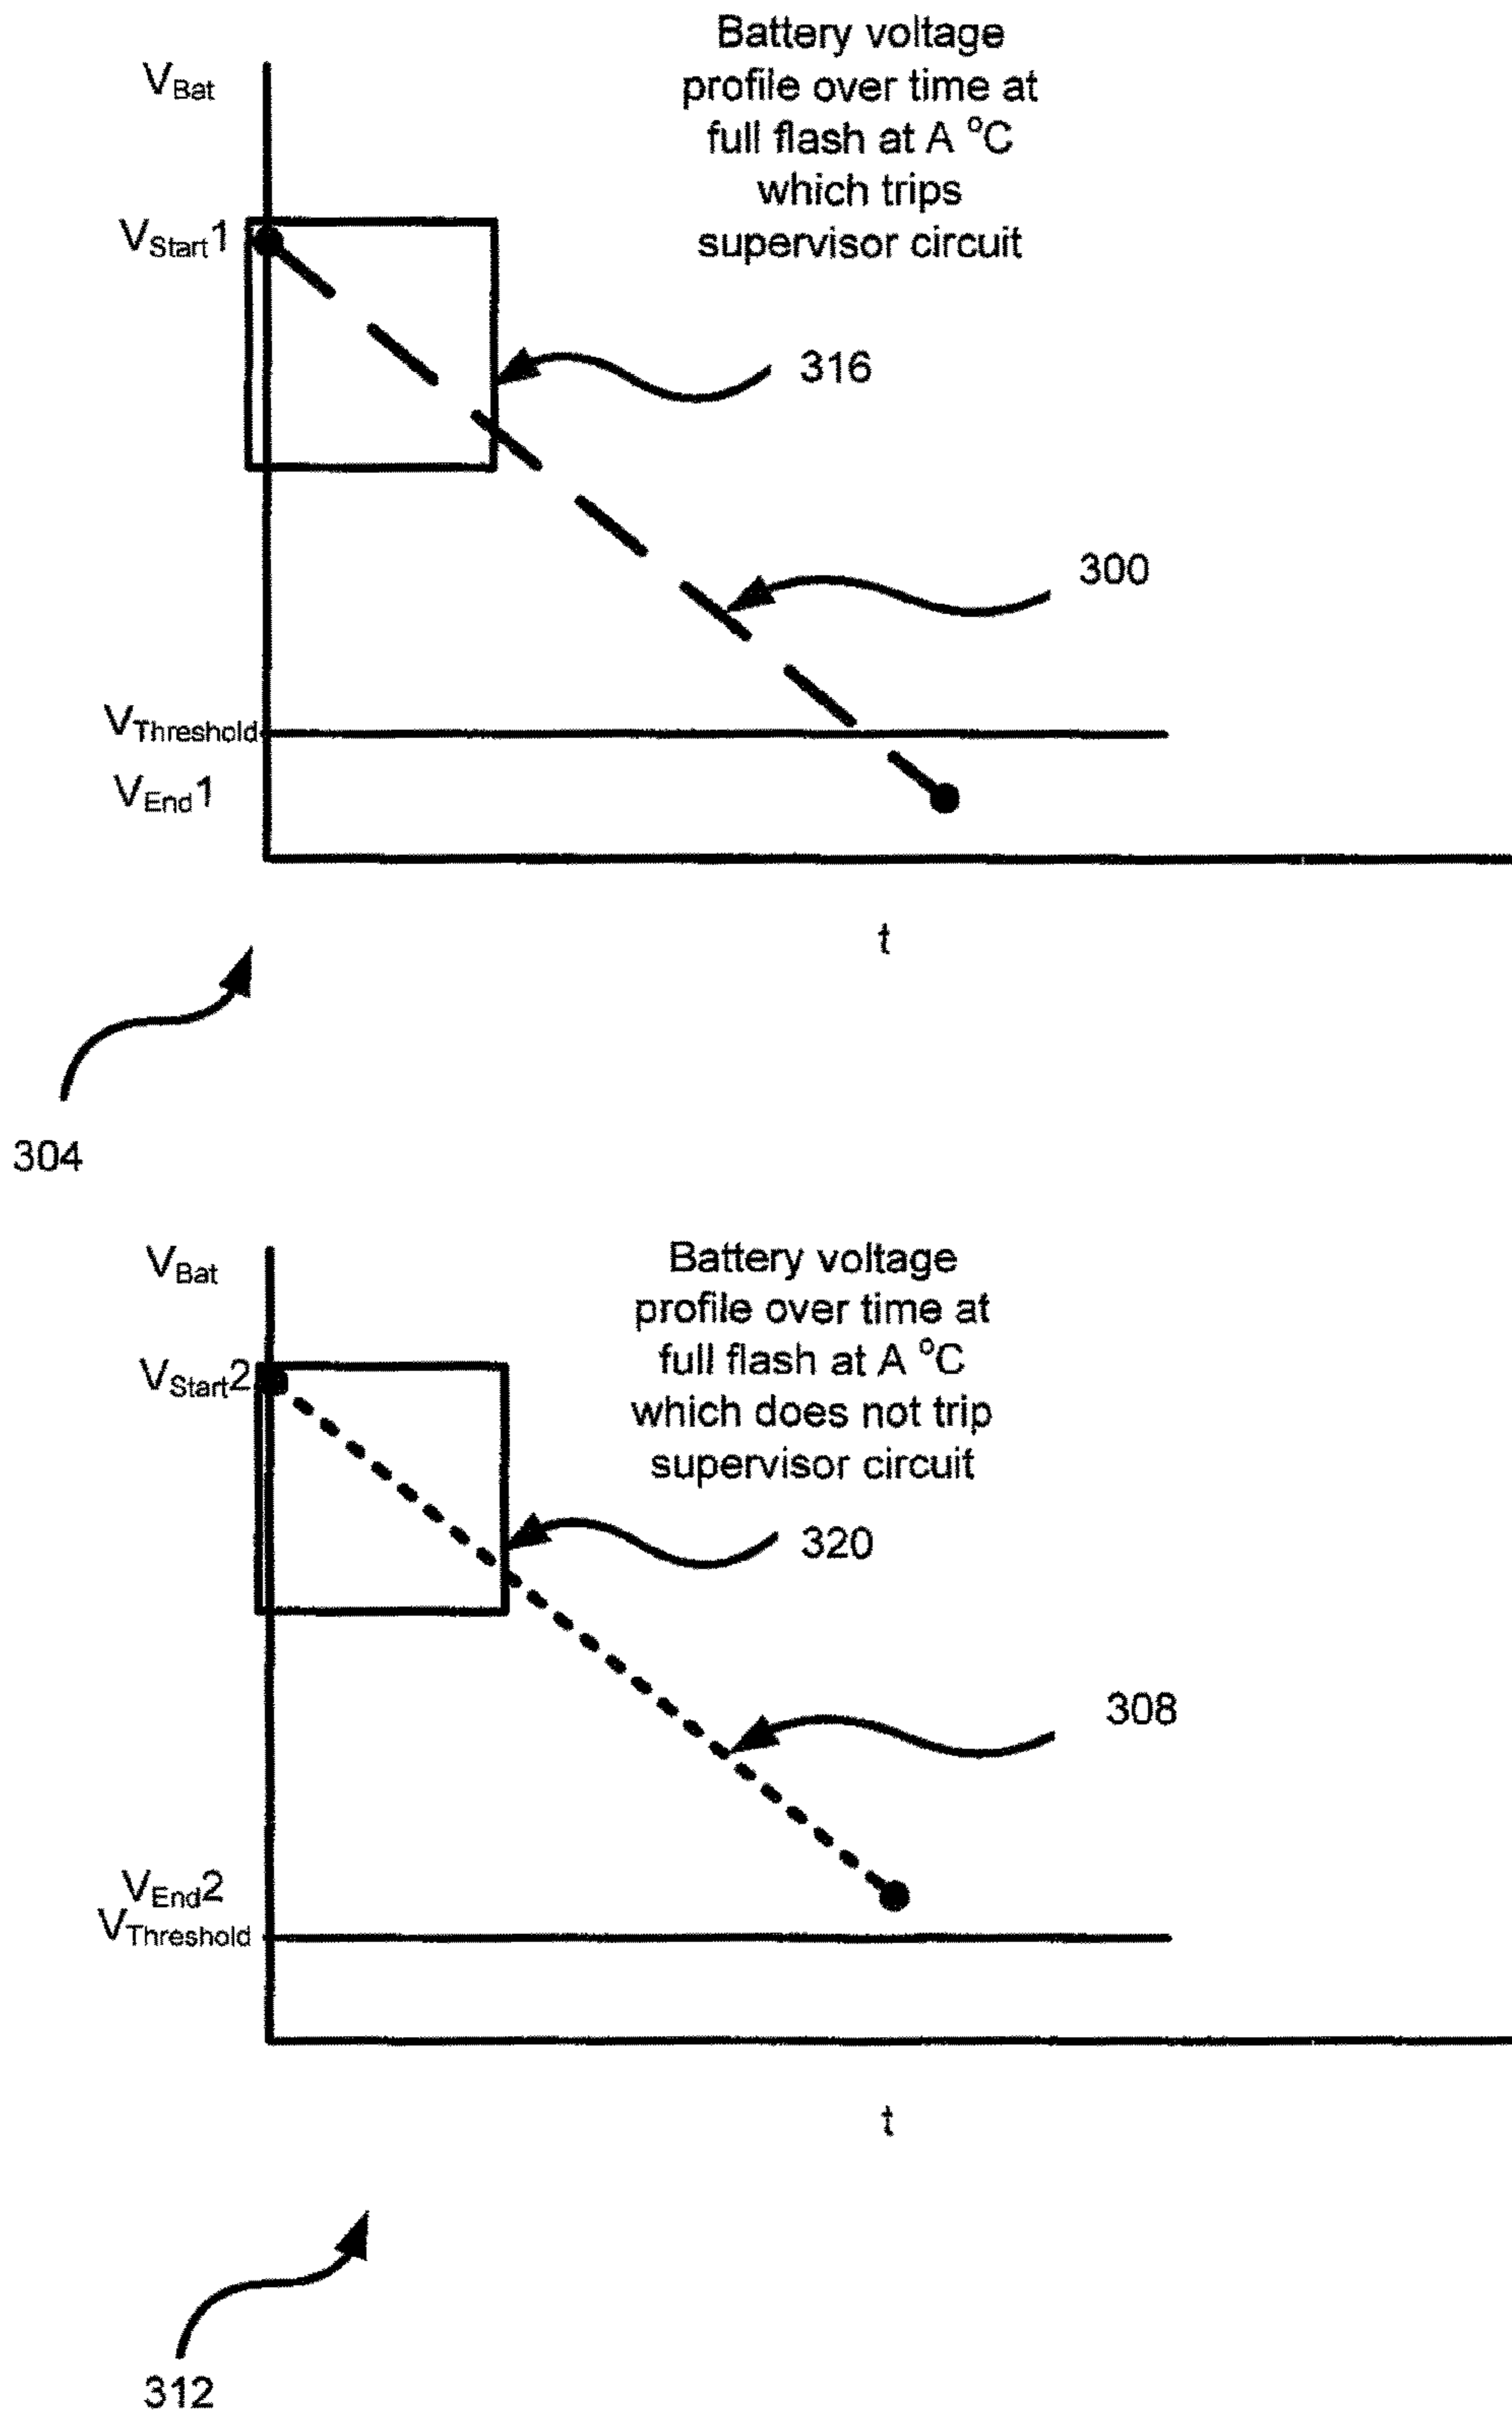 Battery voltage
profile over time at
full flash at A °C
which trips
supervisor circuit
VBat
VStart1
316
300
VThreshold
VEnd1
t
304
Battery voltage
profile over time at
full flash at A °C
which does not trip
supervisor circuit
VBat
VStart2
320
308
VEnd2
VThreshold
t
312